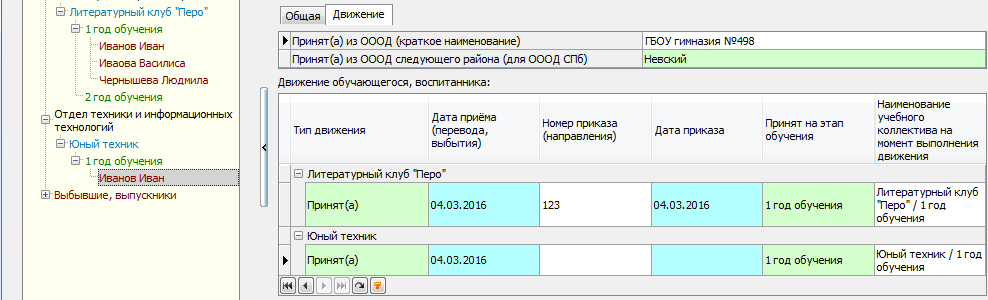 Литературный клуб "Перо"
1 год обучения
Иванов Иван
Иваова Василиса
Чернышева Людмила
2 год обучения
Отдел техники и информационных
технологий
Юный техник
1 год обучения
Иванов Иван
Выбывшие, выпускники
Общая Движение
Принят(а) из ОООД (краткое наименование) ГБОУ гимназия №498
Принят(а) из ОООД следующего района (для ОООД СПб) Невский
Движение обучающегося, воспитанника:
Тип движения
Дата приёма
(перевода,
выбытия)
Номер приказа
(направления)
Дата приказа
Принят на этап
обучения
Наименование
учебного
коллектива на
момент выполнения
движения
Литературный клуб "Перо"
Принят(а) 04.03.2016 123 04.03.2016 1 год обучения
Литературный клуб
"Перо" / 1 год
обучения
Юный техник
Принят(а) 04.03.2016 1 год обучения
Юный техник / 1 год
обучения